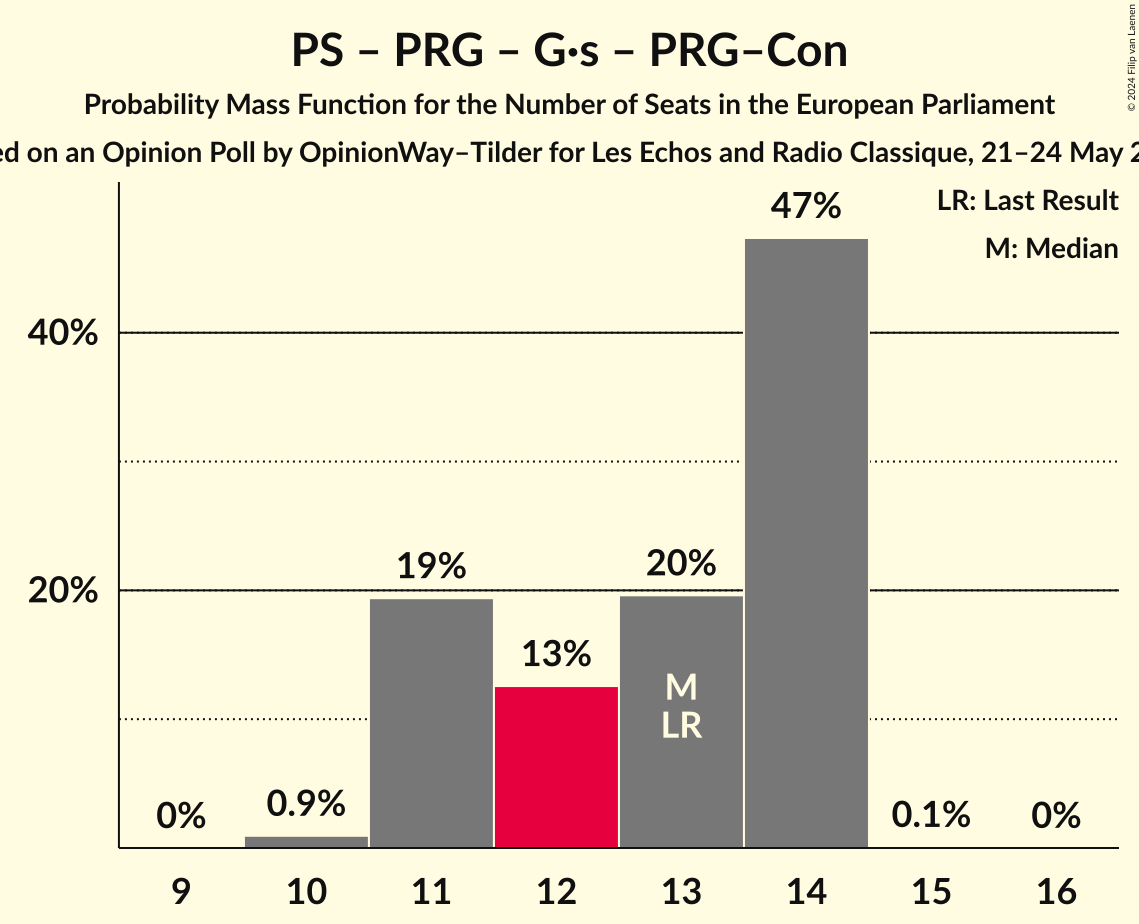 PS – PRG – G·s – PRG–Con
Probability Mass Function for the Number of Seats in the European Parliament
on an Opinion Poll by OpinionWay–Tilder for Les Echos and Radio Classique, 21–24 May
© 2024 Filip van Laenen
LR: Last Result
M: Median
47%
40%
19%
20%
20%
13%
M
LR
0%
0.9%
0.1%
0%
9 10 11 12 13 14 15 16